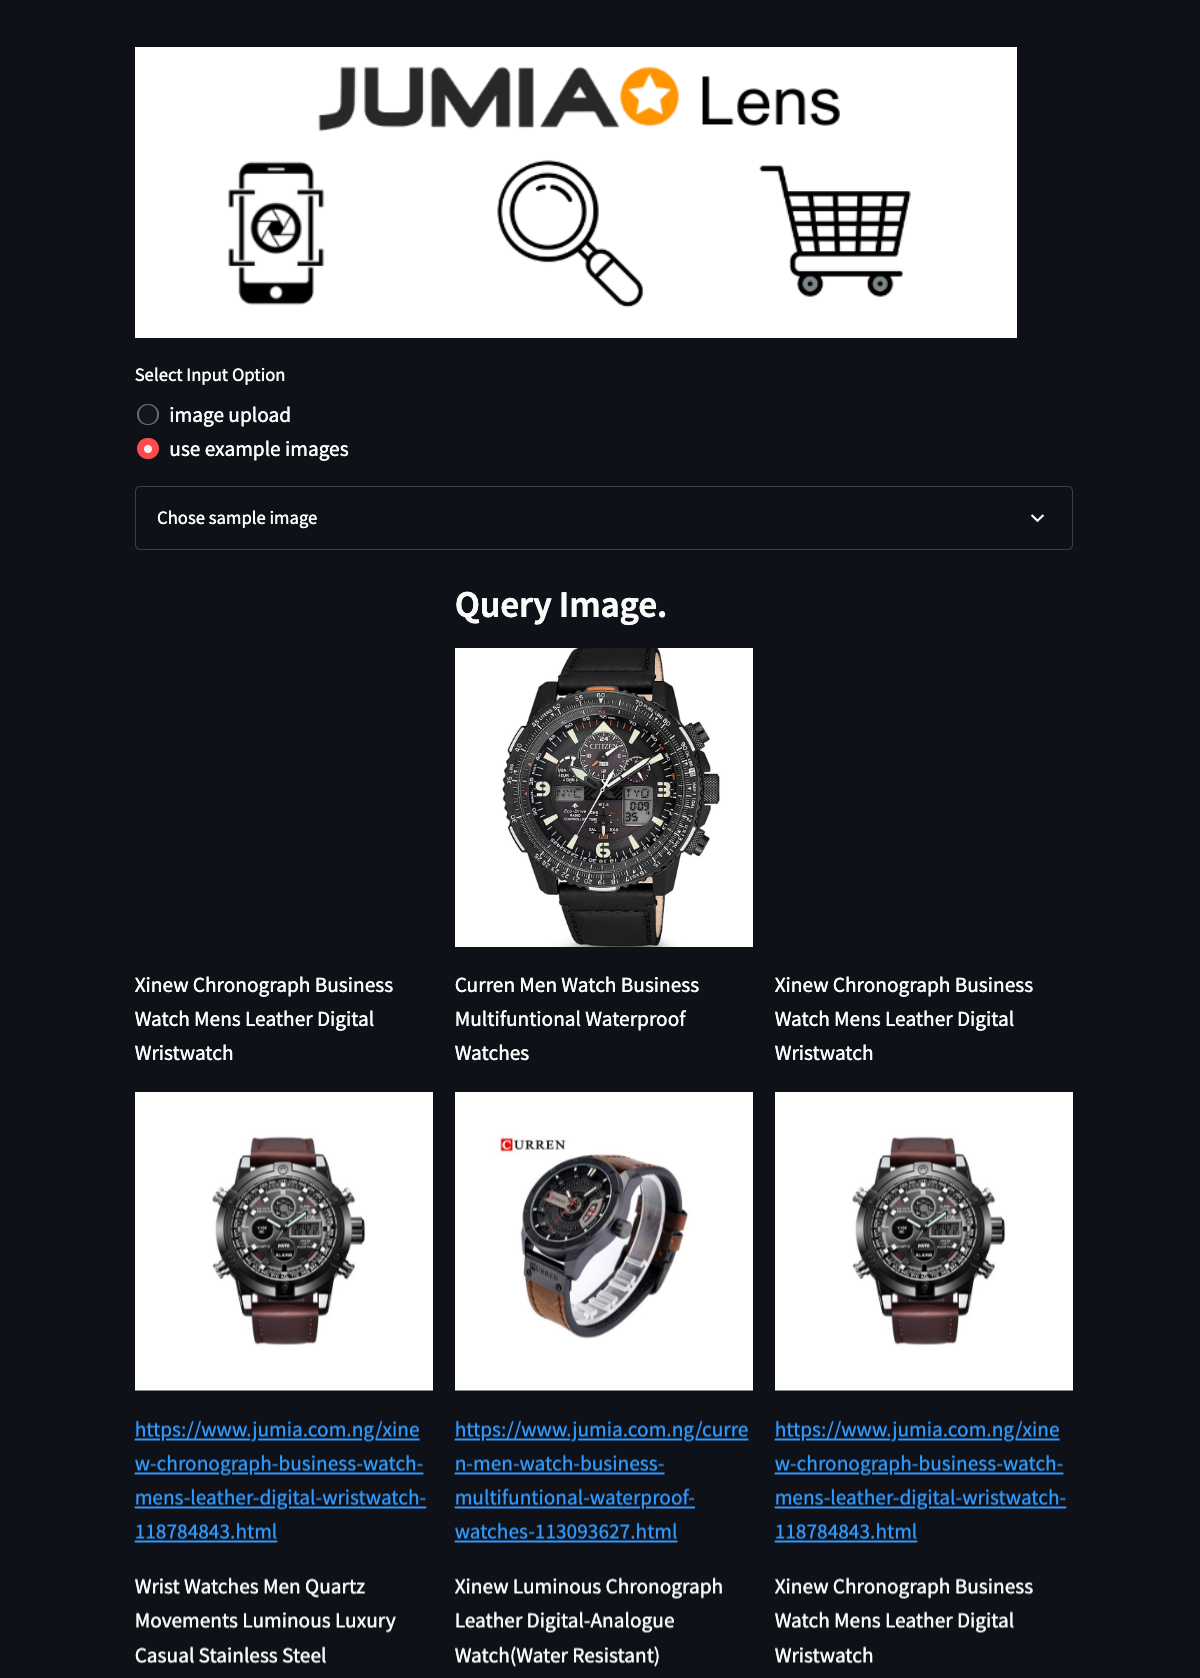 JUMIA Lens
Select Input Option
image upload
use example images
Chose sample image
Query Image.
CITIZEN
Xinew Chronograph Business
Watch Mens Leather Digital
Wristwatch
Curren Men Watch Business
Multifuntional Waterproof
Watches
Xinew Chronograph Business
Watch Mens Leather Digital
Wristwatch
CURREN
https://www.jumia.com.ng/xine
w-chronograph-business-watch-
mens-leather-digital-wristwatch-
118784843.html
https://www.jumia.com.ng/curre
n-men-watch-business-
multifuntional-waterproof-
watches-113093627.html
https://www.jumia.com.ng/xine
w-chronograph-business-watch-
mens-leather-digital-wristwatch-
118784843.html
Wrist Watches Men Quartz
Movements Luminous Luxury
Casual Stainless Steel
Xinew Luminous Chronograph
Leather Digital-Analogue
Watch(Water Resistant)
Xinew Chronograph Business
Watch Mens Leather Digital
Wristwatch